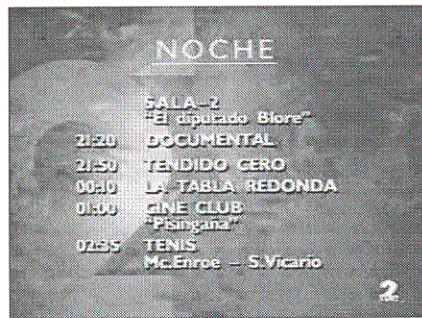 NOCHE
SALA-2
"El diputado Blore"
21:20 DOCUMENTAL
21:50 TENDIDO CERO
00:10 LA TABLA REDONDA
01:00 CINE CLUB
"Pisingaña"
02:35 TENIS
Mc.Enroe - S.Vicario
2